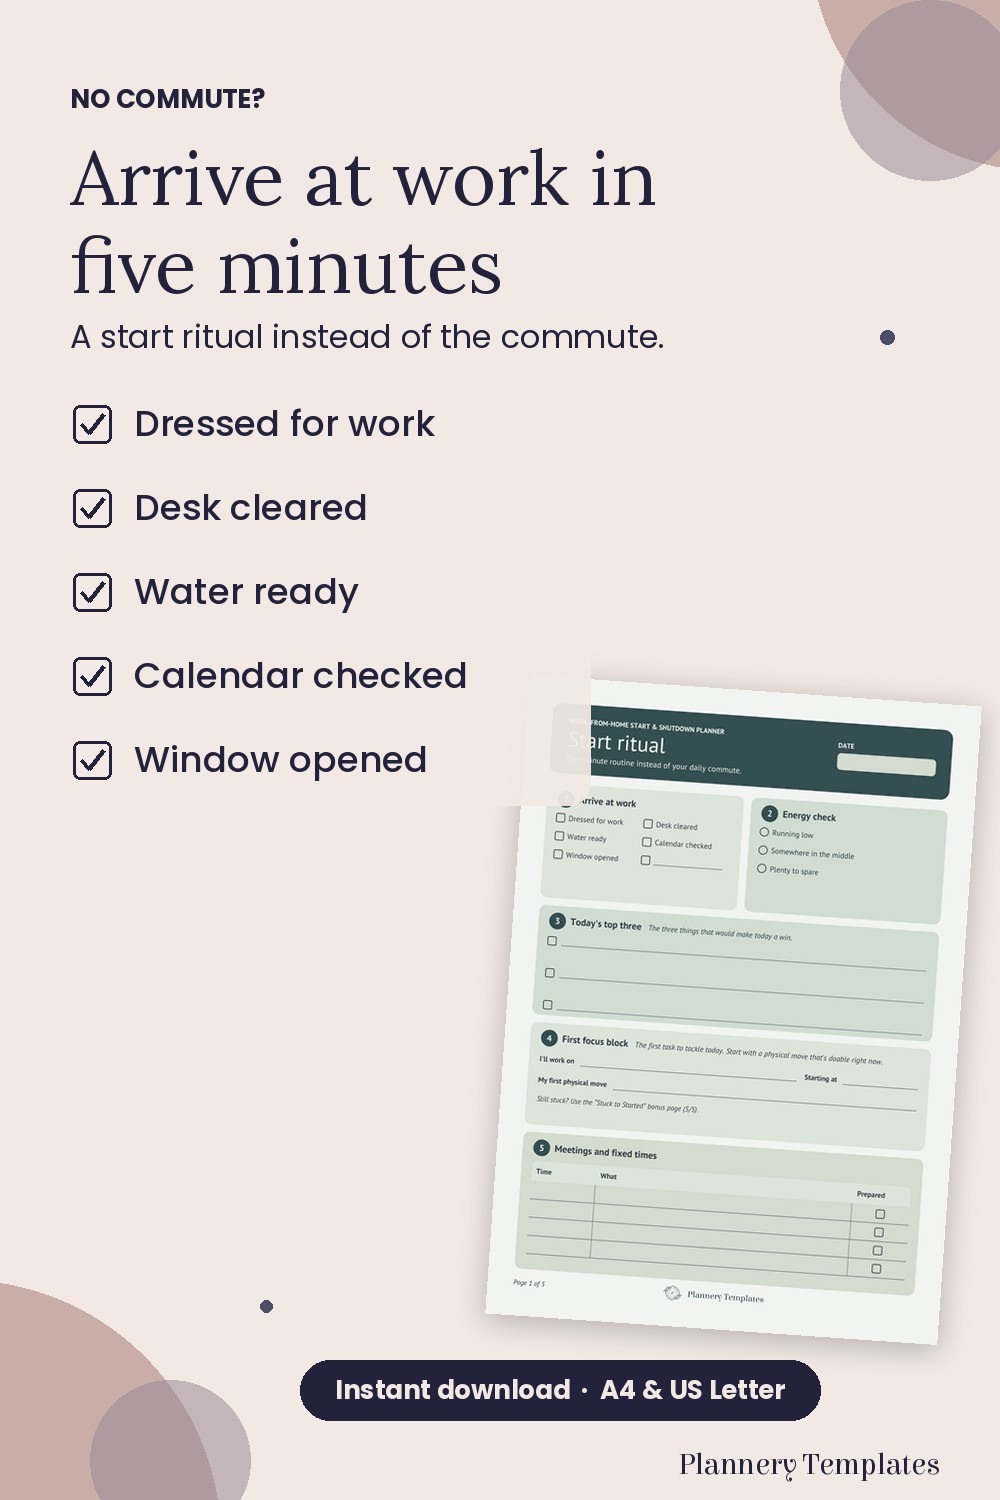 NO COMMUTE?
Arrive at work in
five minutes
A start ritual instead of the commute.
Dressed for work
Desk cleared
Water ready
Calendar checked
Window opened
FROM-HOME START & SHUTDOWN PLANNER
Start ritual
minute routine instead of your daily commute.
DATE
1 Arrive at work
Dressed for work
Desk cleared
Water ready
Calendar checked
Window opened
2 Energy check
Running low
Somewhere in the middle
Plenty to spare
3 Today's top three The three things that would make today a win.
4 First focus block The first task to tackle today. Start with a physical move that's doable right now.
I'll work on
Starting at
My first physical move
Still stuck? Use the "Stuck to Started" bonus page (5/5).
5 Meetings and fixed times
Time What Prepared
Page 1 of 5
Plannery Templates
Instant download · A4 & US Letter
Plannery Templates